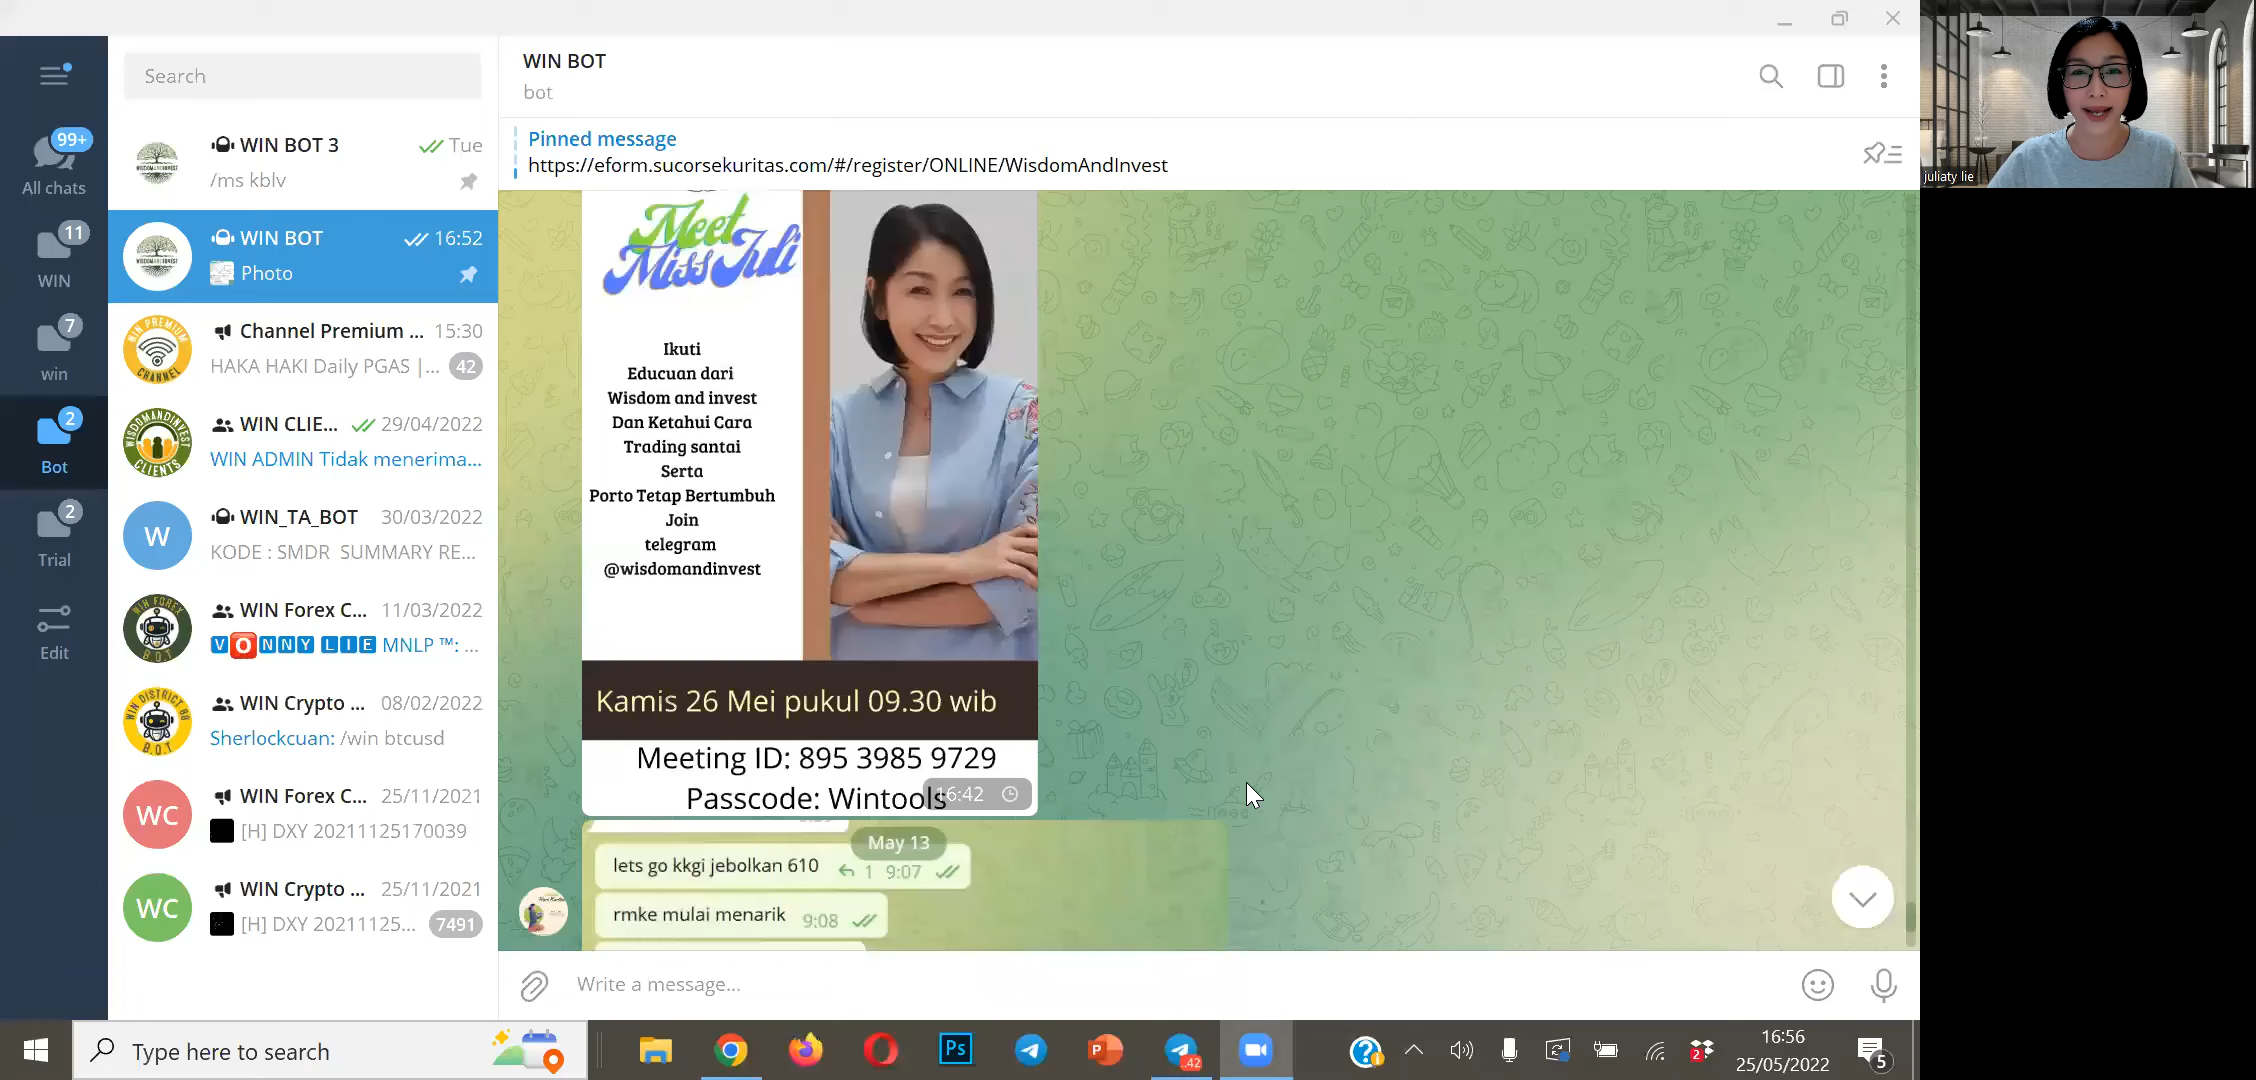 Search
99+
All chats
11
WIN
7
win
2
Bot
2
Trial
Edit
WIN BOT 3
Tue
/ms kblv
WIN BOT
16:52
Photo
Channel Premium ...
15:30
HAKA HAKI Daily PGAS |...
42
WIN CLIE...
29/04/2022
WIN ADMIN Tidak menerima...
W
WIN_TA_BOT
30/03/2022
KODE : SMDR SUMMARY RE...
WIN Forex C...
11/03/2022
VONNY LIE MNLP ™: ...
WIN Crypto ...
08/02/2022
Sherlockcuan: /win btcusd
WC
WIN Forex C...
25/11/2021
[H] DXY 20211125170039
WC
WIN Crypto ...
25/11/2021
[H] DXY 20211125...
7491
WIN BOT
bot
Pinned message
https://eform.sucorsekuritas.com/#/register/ONLINE/WisdomAndInvest
Meet
Miss Juli
Ikuti
Educuan dari
Wisdom and invest
Dan Ketahui Cara
Trading santai
Serta
Porto Tetap Bertumbuh
Join
telegram
@wisdomandinvest
Kamis 26 Mei pukul 09.30 wib
Meeting ID: 895 3985 9729
Passcode: Wintools
16:42
May 13
lets go kkgi jebolkan 610
1 9:07
rmke mulai menarik
9:08
Write a message...
juliaty lie
Type here to search
Ps
P
42
2
16:56
25/05/2022
5